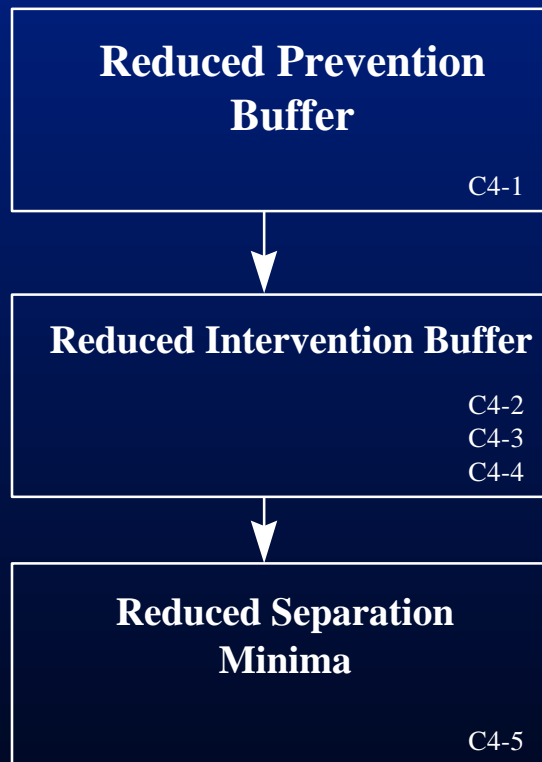 Reduced Prevention
Buffer
C4-1
Reduced Intervention Buffer
C4-2
C4-3
C4-4
Reduced Separation
Minima
C4-5